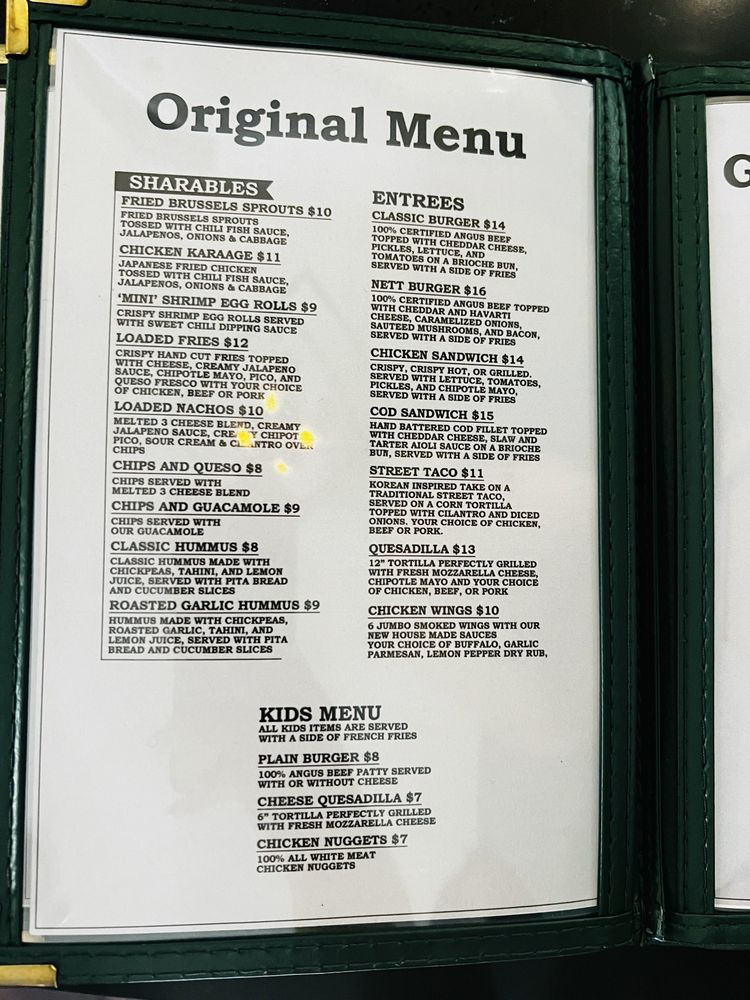 Original Menu
SHARABLES
FRIED BRUSSELS SPROUTS $10
FRIED BRUSSELS SPROUTS
TOSSED WITH CHILI FISH SAUCE,
JALAPENOS, ONIONS & CABBAGE
CHICKEN KARAAGE $11
JAPANESE FRIED CHICKEN
TOSSED WITH CHILI FISH SAUCE,
JALAPENOS, ONIONS & CABBAGE
'MINI' SHRIMP EGG ROLLS $9
CRISPY SHRIMP EGG ROLLS SERVED
WITH SWEET CHILI DIPPING SAUCE
LOADED FRIES $12
CRISPY HAND CUT FRIES TOPPED
WITH CHEESE, CREAMY JALAPENO
SAUCE, CHIPOTLE MAYO, PICO, AND
QUESO FRESCO WITH YOUR CHOICE
OF CHICKEN, BEEF OR PORK
LOADED NACHOS $10
MELTED 3 CHEESE BLEND, CREAMY
JALAPENO SAUCE, CREAMY CHIPOT
PICO, SOUR CREAM & CILANTRO OVER
CHIPS
CHIPS AND QUESO $8
CHIPS SERVED WITH
MELTED 3 CHEESE BLEND
CHIPS AND GUACAMOLE $9
CHIPS SERVED WITH
OUR GUACAMOLE
CLASSIC HUMMUS $8
CLASSIC HUMMUS MADE WITH
CHICKPEAS, TAHINI, AND LEMON
JUICE, SERVED WITH PITA BREAD
AND CUCUMBER SLICES
ROASTED GARLIC HUMMUS $9
HUMMUS MADE WITH CHICKPEAS,
ROASTED GARLIC, TAHINI, AND
LEMON JUICE, SERVED WITH PITA
BREAD AND CUCUMBER SLICES
ENTREES
CLASSIC BURGER $14
100% CERTIFIED ANGUS BEEF
TOPPED WITH CHEDDAR CHEESE,
PICKLES, LETTUCE, AND
TOMATOES ON A BRIOCHE BUN,
SERVED WITH A SIDE OF FRIES
NETT BURGER $16
100% CERTIFIED ANGUS BEEF TOPPED
WITH CHEDDAR AND HAVARTI
CHEESE, CARAMELIZED ONIONS,
SAUTEED MUSHROOMS, AND BACON,
SERVED WITH A SIDE OF FRIES
CHICKEN SANDWICH $14
CRISPY, CRISPY HOT, OR GRILLED.
SERVED WITH LETTUCE, TOMATOES,
PICKLES, AND CHIPOTLE MAYO,
SERVED WITH A SIDE OF FRIES
COD SANDWICH $15
HAND BATTERED COD FILLET TOPPED
WITH CHEDDAR CHEESE, SLAW AND
TARTER AIOLI SAUCE ON A BRIOCHE
BUN, SERVED WITH A SIDE OF FRIES
STREET TACO $11
KOREAN INSPIRED TAKE ON A
TRADITIONAL STREET TACO,
SERVED ON A CORN TORTILLA
TOPPED WITH CILANTRO AND DICED
ONIONS. YOUR CHOICE OF CHICKEN,
BEEF OR PORK.
QUESADILLA $13
12" TORTILLA PERFECTLY GRILLED
WITH FRESH MOZZARELLA CHEESE,
CHIPOTLE MAYO AND YOUR CHOICE
OF CHICKEN, BEEF, OR PORK
CHICKEN WINGS $10
6 JUMBO SMOKED WINGS WITH OUR
NEW HOUSE MADE SAUCES
YOUR CHOICE OF BUFFALO, GARLIC
PARMESAN, LEMON PEPPER DRY RUB,
KIDS MENU
ALL KIDS ITEMS ARE SERVED
WITH A SIDE OF FRENCH FRIES
PLAIN BURGER $8
100% ANGUS BEEF PATTY SERVED
WITH OR WITHOUT CHEESE
CHEESE QUESADILLA $7
6" TORTILLA PERFECTLY GRILLED
WITH FRESH MOZZARELLA CHEESE
CHICKEN NUGGETS $7
100% ALL WHITE MEAT
CHICKEN NUGGETS
G